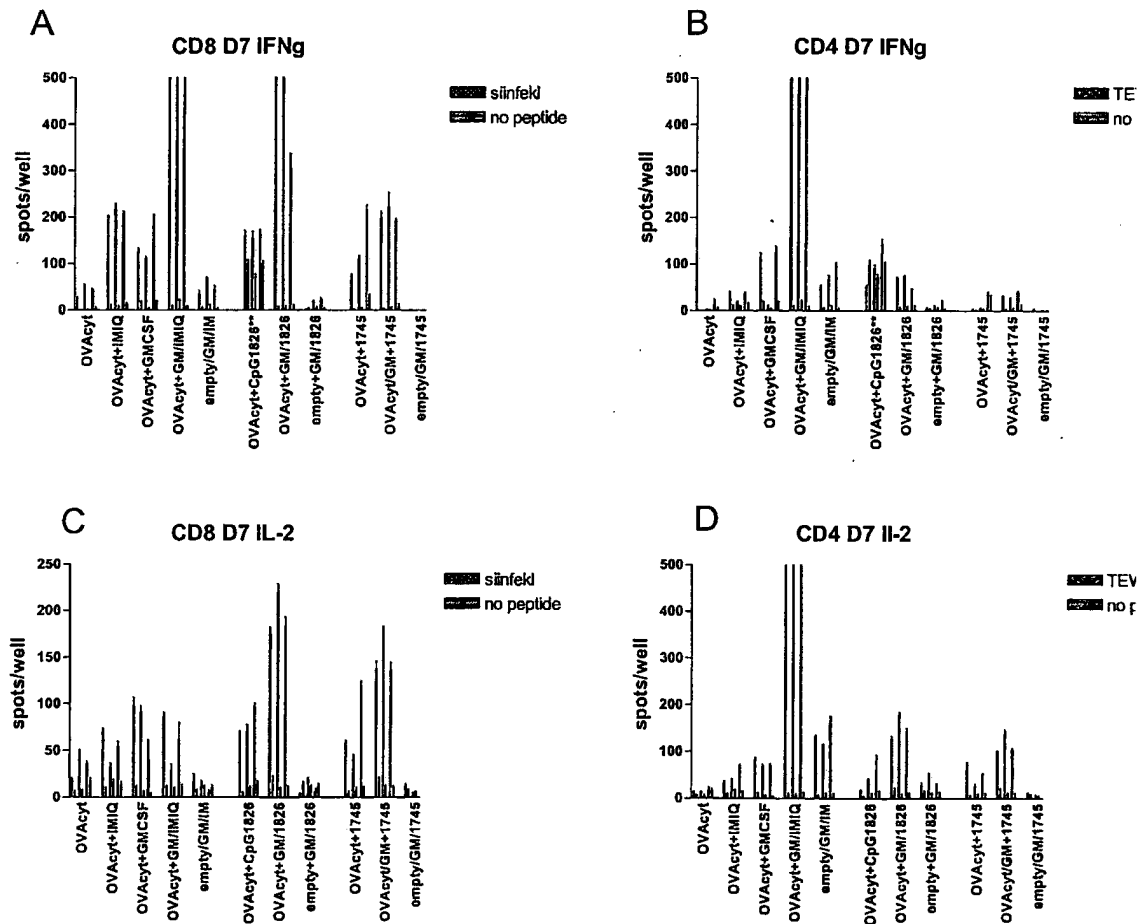 A
CD8 D7 IFNg
spots/well
500
400
300
200
100
0
siinfekl
no peptide
OVAcyt
OVAcyt+IMIQ
OVAcyt+GMCSF
OVAcyt+GM/IMIQ
empty/GM/IM
OVAcyt+CpG1826**
OVAcyt+GM/1826
empty+GM/1826
OVAcyt+1745
OVAcyt/GM+1745
empty/GM/1745
B
CD4 D7 IFNg
spots/well
500
400
300
200
100
0
TE
no
OVAcyt
OVAcyt+IMIQ
OVAcyt+GMCSF
OVAcyt+GM/IMIQ
empty/GM/IM
OVAcyt+CpG1826**
OVAcyt+GM/1826
empty+GM/1826
OVAcyt+1745
OVAcyt/GM+1745
empty/GM/1745
C
CD8 D7 IL-2
spots/well
250
200
150
100
50
0
siinfekl
no peptide
OVAcyt
OVAcyt+IMIQ
OVAcyt+GMCSF
OVAcyt+GM/IMIQ
empty/GM/IM
OVAcyt+CpG1826
OVAcyt+GM/1826
empty+GM/1826
OVAcyt+1745
OVAcyt/GM+1745
empty/GM/1745
D
CD4 D7 Il-2
spots/well
500
400
300
200
100
0
TEV
no p
OVAcyt
OVAcyt+IMIQ
OVAcyt+GMCSF
OVAcyt+GM/IMIQ
empty/GM/IM
OVAcyt+CpG1826
OVAcyt+GM/1826
empty+GM/1826
OVAcyt+1745
OVAcyt/GM+1745
empty/GM/1745